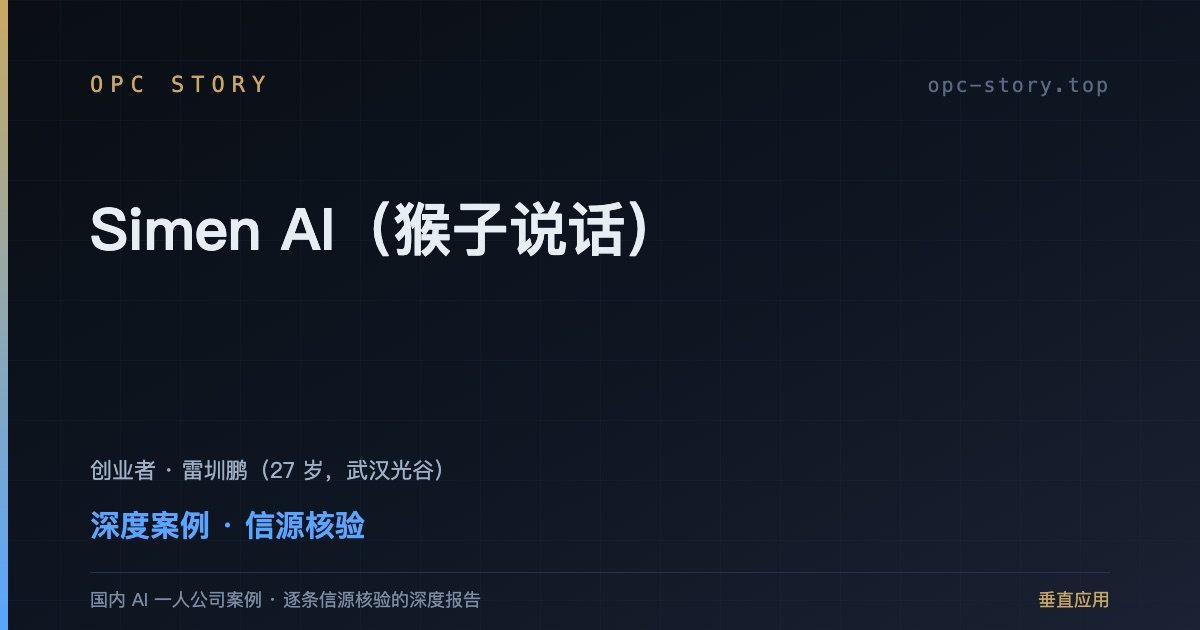 OPC STORY
opc-story.top
Simen AI（猴子说话）
创业者 · 雷圳鹏（27 岁，武汉光谷）
深度案例 · 信源核验
国内 AI 一人公司案例 · 逐条信源核验的深度报告
垂直应用